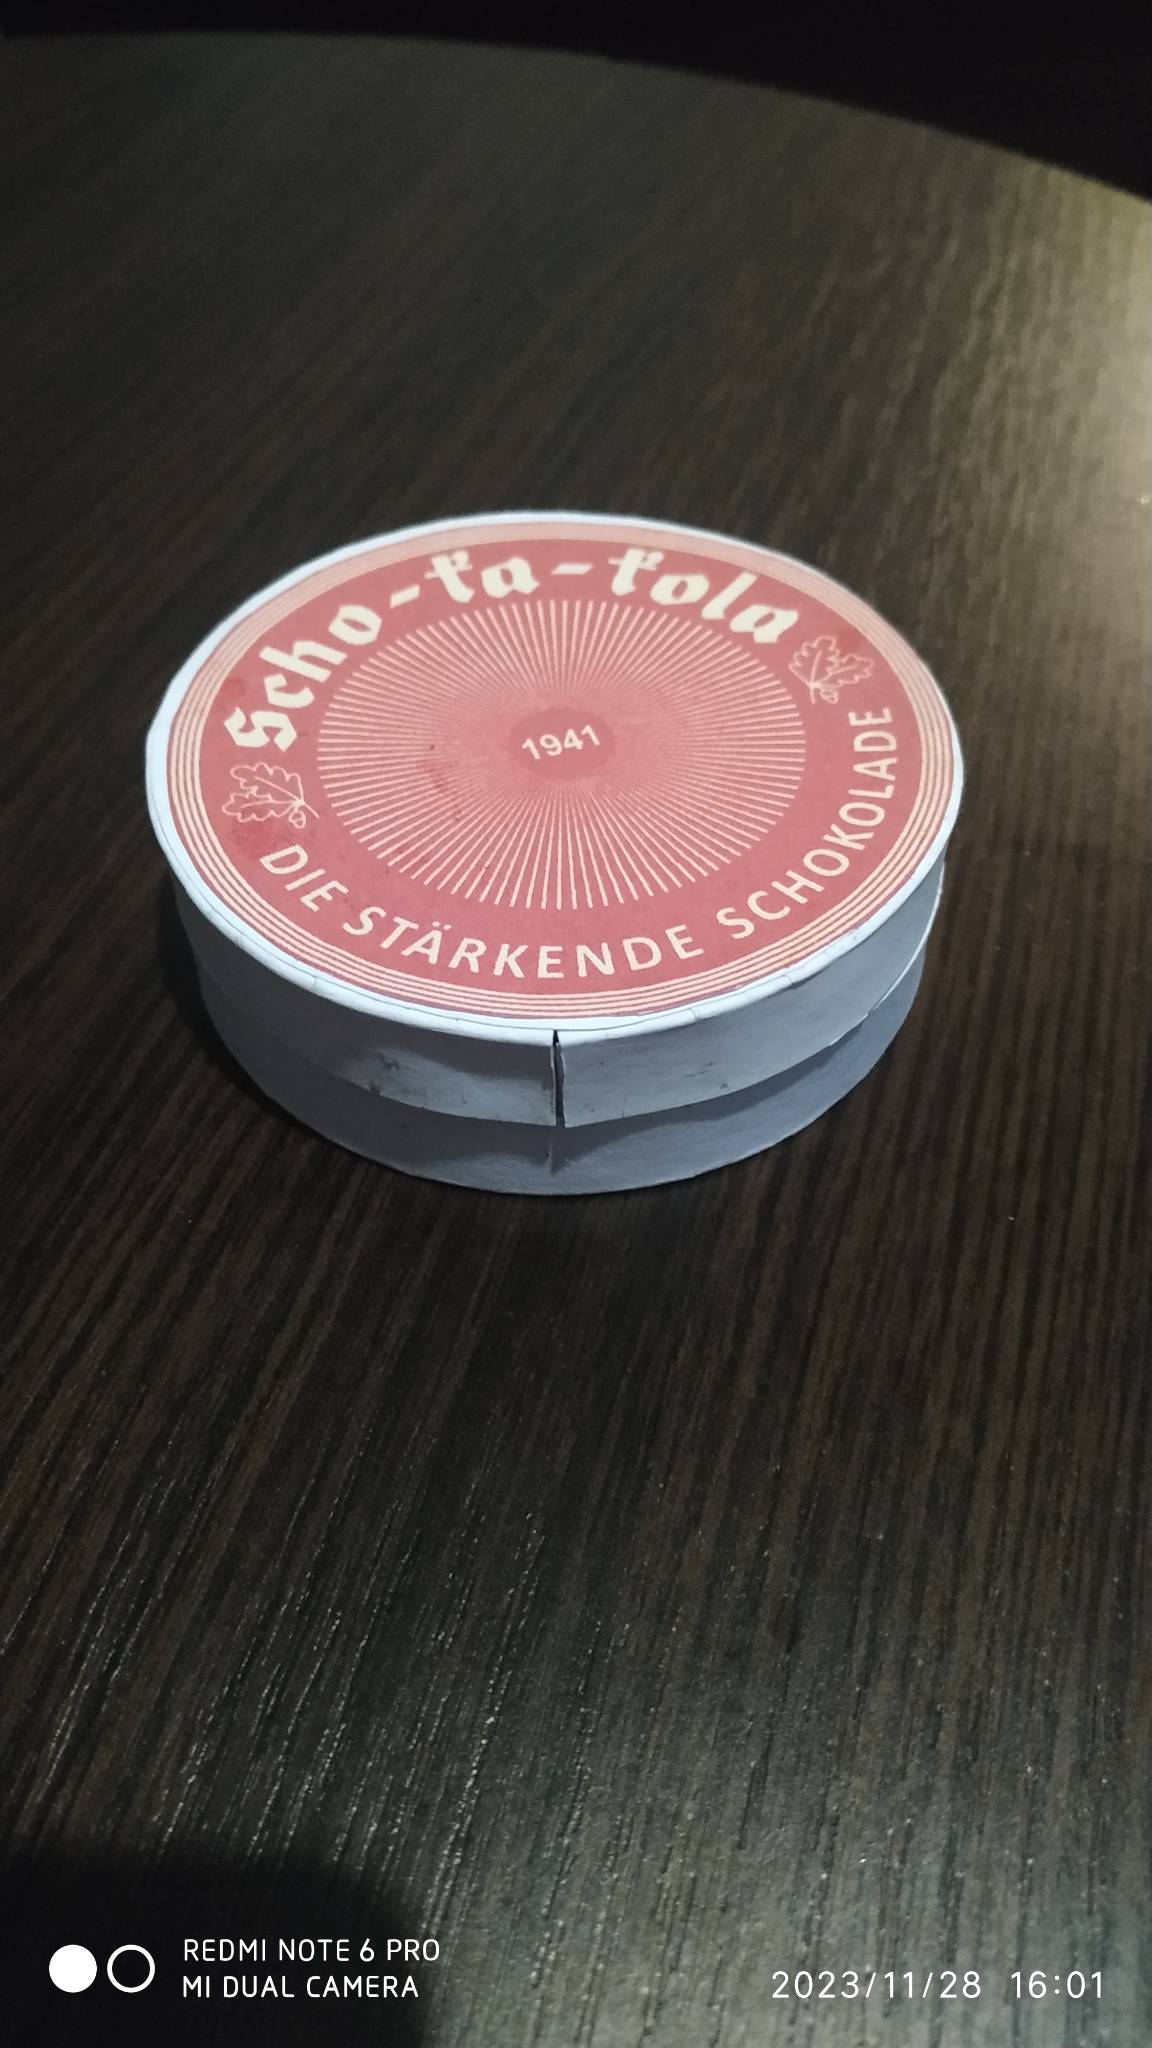 Scho-ka-kola
1941
DIE STÄRKENDE SCHOKOLADE
REDMI NOTE 6 PRO
MI DUAL CAMERA
2023/11/28 16:01